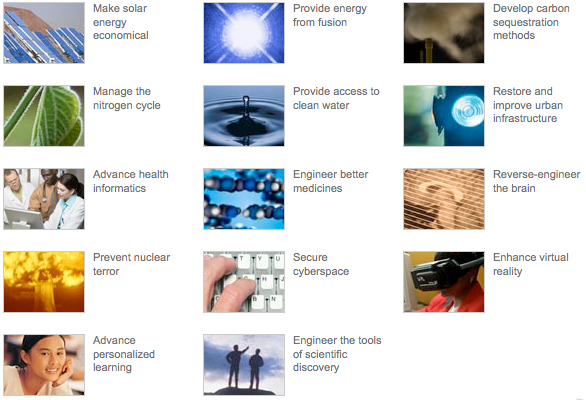 Make solar
energy
economical
Provide energy
from fusion
Develop carbon
sequestration
methods
Manage the
nitrogen cycle
Provide access to
clean water
Restore and
improve urban
infrastructure
Advance health
informatics
Engineer better
medicines
Reverse-engineer
the brain
Prevent nuclear
terror
Secure
cyberspace
Enhance virtual
reality
Advance
personalized
learning
Engineer the tools
of scientific
discovery